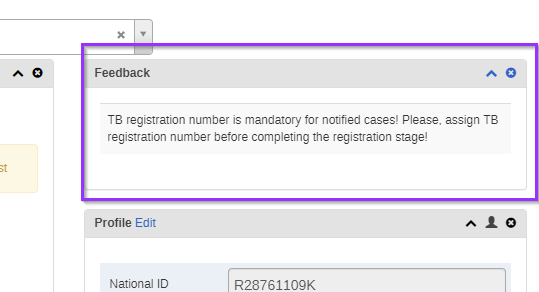 Feedback
TB registration number is mandatory for notified cases! Please, assign TB
registration number before completing the registration stage!
st
Profile Edit
National ID
R28761109K